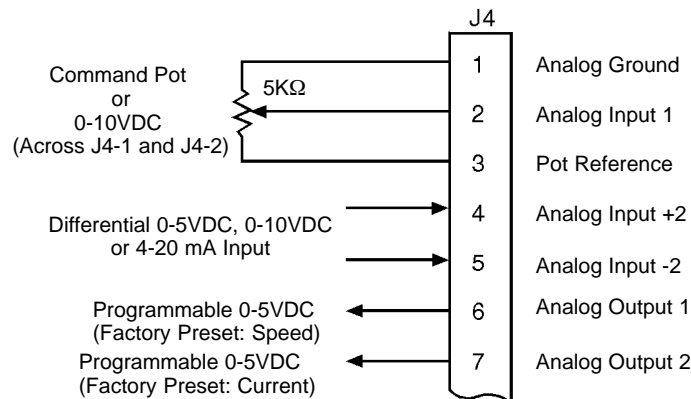 J4
Command Pot
or
0-10VDC
(Across J4-1 and J4-2)
5KΩ
1 Analog Ground
2 Analog Input 1
3 Pot Reference
Differential 0-5VDC, 0-10VDC
or 4-20 mA Input
4 Analog Input +2
5 Analog Input -2
Programmable 0-5VDC
(Factory Preset: Speed)
6 Analog Output 1
Programmable 0-5VDC
(Factory Preset: Current)
7 Analog Output 2